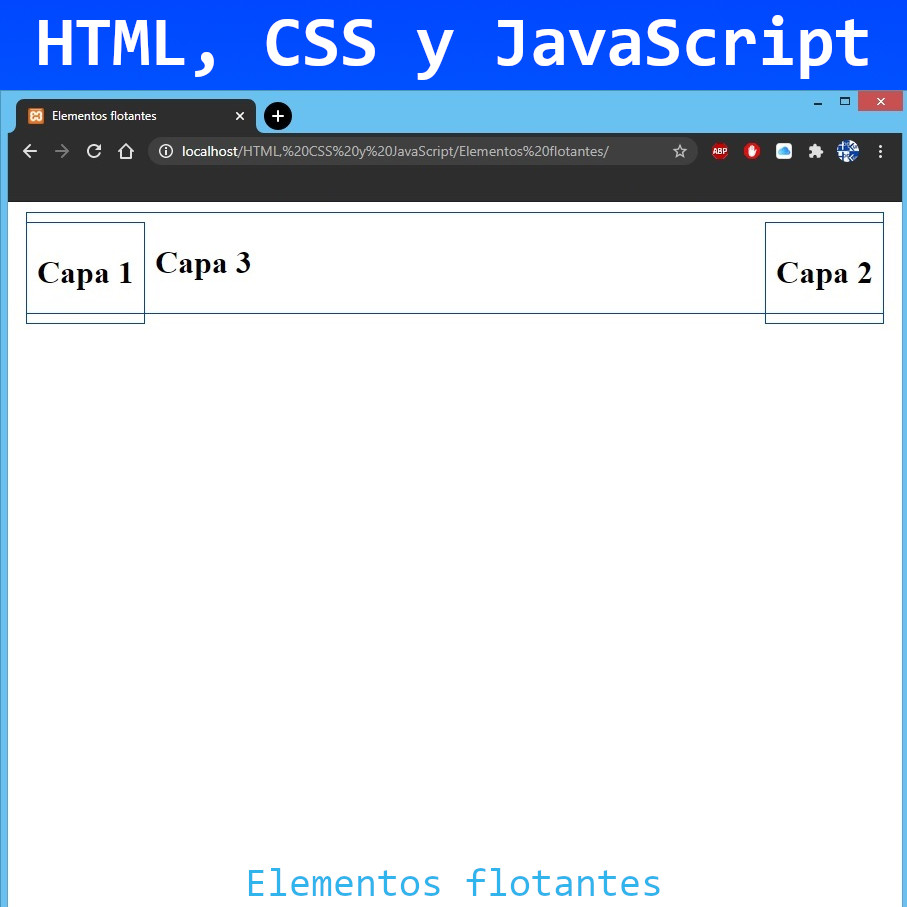 HTML, CSS y JavaScript
Elementos flotantes
localhost/HTML,%20CSS%20y%20JavaScript/Elementos%20flotantes/
ABP
Capa 1 Capa 3 Capa 2
Elementos flotantes